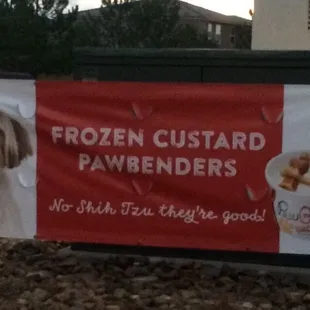 FROZEN CUSTARD
PAWBENDERS
No Shih Tzu they're good!